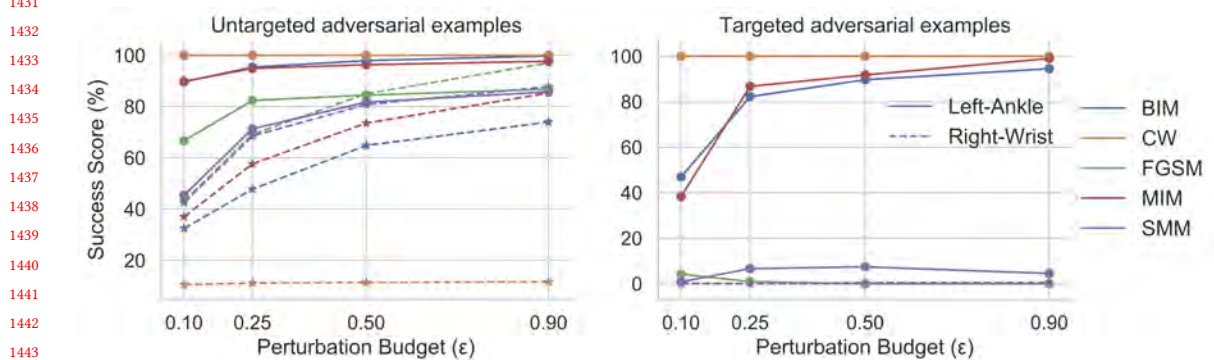 1431
1432
1433
1434
1435
1436
1437
1438
1439
1440
1441
1442
1443
Untargeted adversarial examples
Success Score (%)
100
80
60
40
20
0.10 0.25 0.50 0.90
Perturbation Budget (ε)
Targeted adversarial examples
100
80
60
40
20
0
0.10 0.25 0.50 0.90
Perturbation Budget (ε)
Left-Ankle
Right-Wrist
BIM
CW
FGSM
MIM
SMM